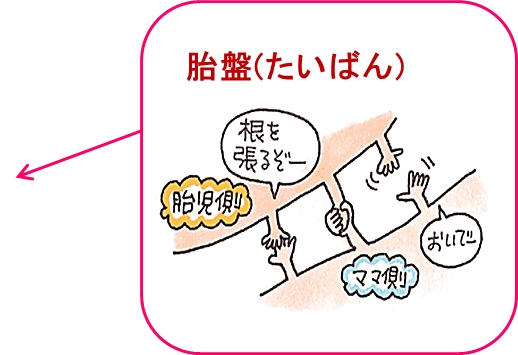 胎盤(たいばん)
根を
張るぞー
胎児側
おいでー
ママ側